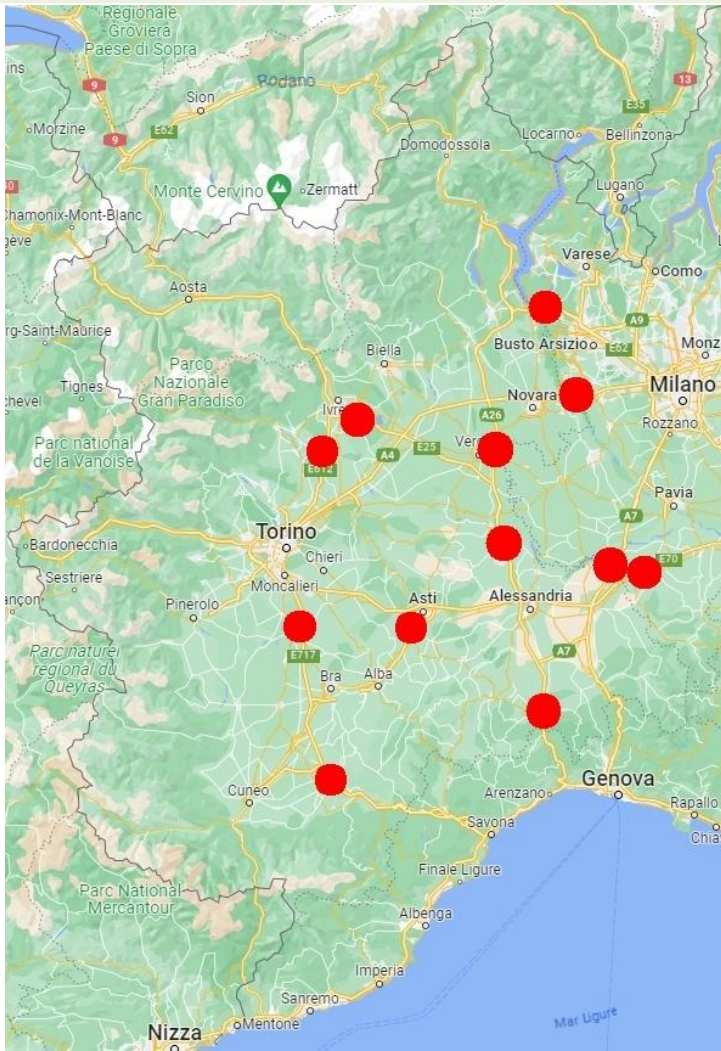 Regionale
Groviera
Paese di Sopra
9
Rodano
13
Sion
E35
Morzine
E62
9
Locarno
Bellinzona
Domodossola
40
Monte Cervino
Zermatt
Lugano
Chamonix-Mont-Blanc
Varese
Como
Aosta
A9
Busto Arsizio
E62
Biella
Parco
Nazionale
Gran Paradiso
Tignes
Novara
Milano
A26
Rozzano
Parc national
de la Vanoise
E25
A4
E612
Pavia
A7
Torino
Bardonecchia
Chieri
E70
Sestriere
Moncalieri
Asti
Alessandria
Pinerolo
Parc naturel
régional du
Queyras
E717
A7
Bra
Alba
Genova
Cuneo
Arenzano
Rapallo
Savona
Finale Ligure
Parc National
Mercantour
Albenga
Imperia
Sanremo
Mar Ligure
Mentone
Nizza